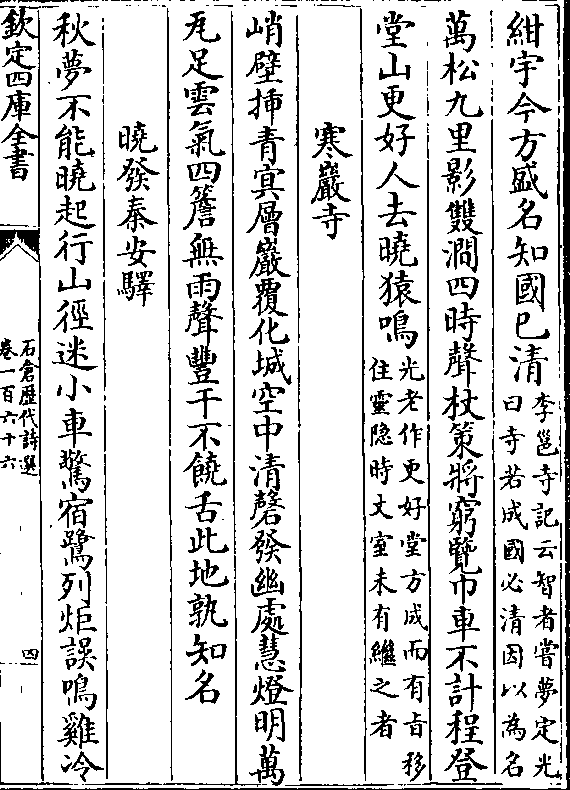 紺宇今方盛名知國已清李邕寺記云智者嘗夢定光曰寺若成國必清因以為名
萬松九里影雙澗四時聲杖策將窮覽巾車不計程登
堂山更好人去曉猿鳴光老作更好堂方成而有旨移住靈隐時丈室未有繼之者
寒巖寺
峭壁揷青㝠層巖覆化城空中清磬發幽處慧燈明萬
尣足雲氣四簷無雨聲豐干不饒舌此地孰知名
曉發秦安驛
秋夢不能曉起行山徑迷小車驚宿鷺列炬誤鳴雞冷
欽定四庫全書
石倉歴代詩選
卷一百六十六
四